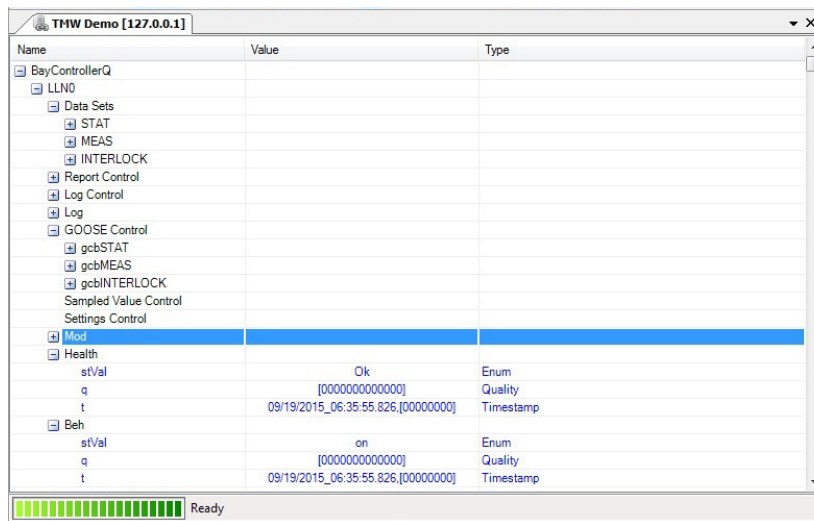 TMW Demo [127.0.0.1]
Name Value Type
BayControllerQ
LLN0
Data Sets
STAT
MEAS
INTERLOCK
Report Control
Log Control
Log
GOOSE Control
gcbSTAT
gcbMEAS
gcbINTERLOCK
Sampled Value Control
Settings Control
Mod
Health
stVal Ok Enum
q [0000000000000] Quality
t 09/19/2015_06:35:55.826,[00000000] Timestamp
Beh
stVal on Enum
q [0000000000000] Quality
t 09/19/2015_06:35:55.826,[00000000] Timestamp
Ready